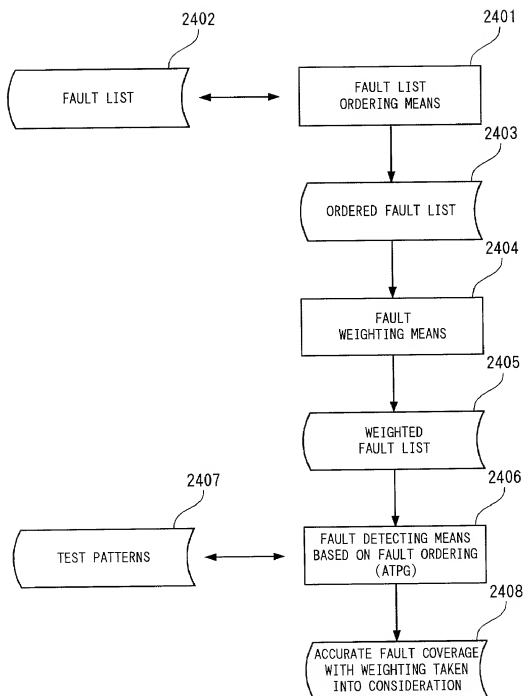 2402
2401
FAULT LIST
FAULT LIST
ORDERING MEANS
2403
ORDERED FAULT LIST
2404
FAULT
WEIGHTING MEANS
2405
WEIGHTED
FAULT LIST
2407
2406
TEST PATTERNS
FAULT DETECTING MEANS
BASED ON FAULT ORDERING
(ATPG)
2408
ACCURATE FAULT COVERAGE
WITH WEIGHTING TAKEN
INTO CONSIDERATION